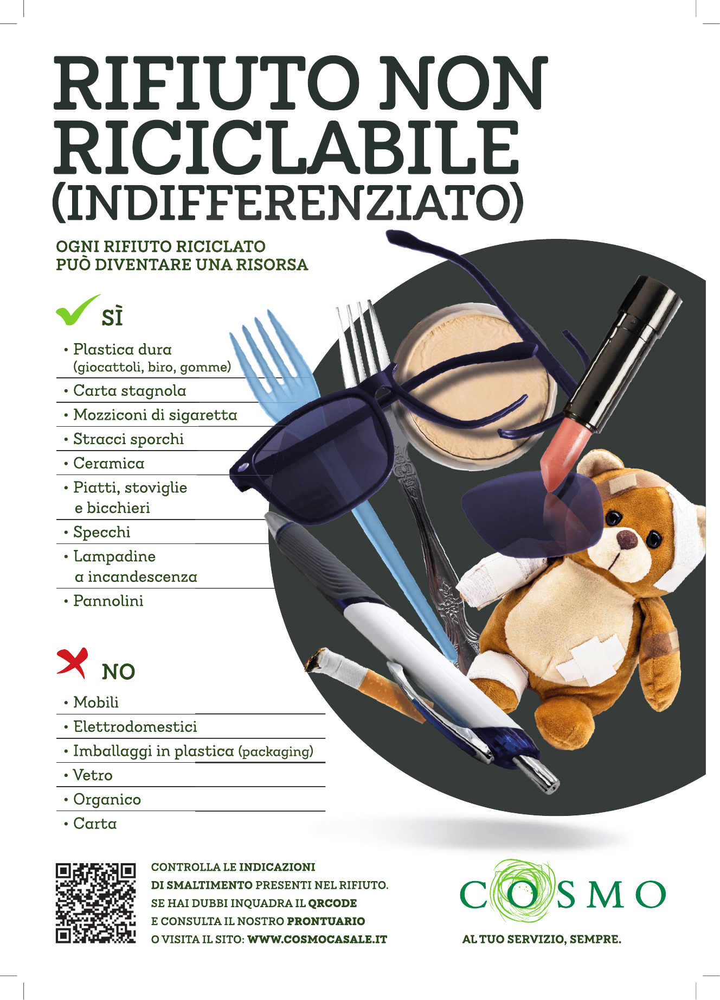 RIFIUTO NON
RICICLABILE
(INDIFFERENZIATO)
OGNI RIFIUTO RICICLATO
PUÒ DIVENTARE UNA RISORSA
SÌ
• Plastica dura
(giocattoli, biro, gomme)
• Carta stagnola
• Mozziconi di sigaretta
• Stracci sporchi
• Ceramica
• Piatti, stoviglie
e bicchieri
• Specchi
• Lampadine
a incandescenza
• Pannolini
NO
• Mobili
• Elettrodomestici
• Imballaggi in plastica (packaging)
• Vetro
• Organico
• Carta
CONTROLLA LE INDICAZIONI
DI SMALTIMENTO PRESENTI NEL RIFIUTO.
SE HAI DUBBI INQUADRA IL QRCODE
E CONSULTA IL NOSTRO PRONTUARIO
O VISITA IL SITO: WWW.COSMOCASALE.IT
COSMO
AL TUO SERVIZIO, SEMPRE.